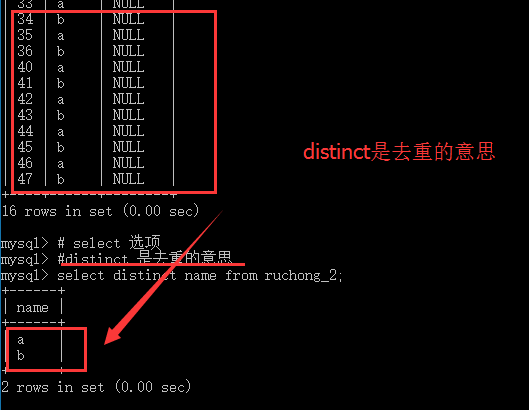 | 33 | a | NULL |
| 34 | b | NULL |
| 35 | a | NULL |
| 36 | b | NULL |
| 40 | a | NULL |
| 41 | b | NULL |
| 42 | a | NULL |
| 43 | b | NULL |
| 44 | a | NULL |
| 45 | b | NULL |
| 46 | a | NULL |
| 47 | b | NULL |
+----+------+--------+
16 rows in set (0.00 sec)
distinct是去重的意思
mysql> # select 选项
mysql> #distinct 是去重的意思
mysql> select distinct name from ruchong_2;
+------+
| name |
+------+
| a |
| b |
+------+
2 rows in set (0.00 sec)